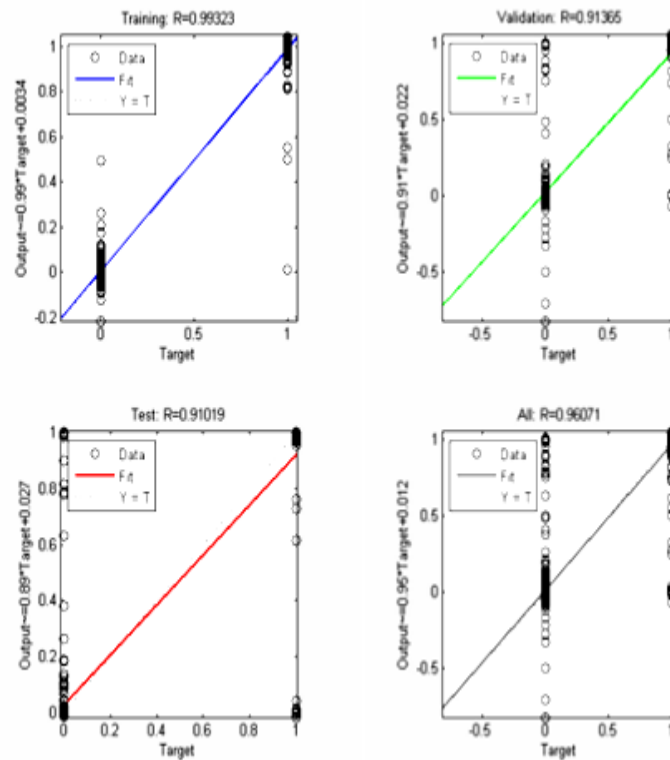 Training: R=0.99323
Output~=0.99*Target+0.0034
1
0.8
0.6
0.4
0.2
0
-0.2
Data
Fit
Y = T
0
0.5
1
Target
Validation: R=0.91365
Output~=0.91*Target+0.022
1
0.5
0
-0.5
Data
Fit
Y = T
-0.5
0
0.5
1
Target
Test: R=0.91019
Output~=0.89*Target+0.027
1
0.8
0.6
0.4
0.2
0
Data
Fit
Y = T
0
0.2
0.4
0.6
0.8
1
Target
All: R=0.96071
Output~=0.95*Target+0.012
1
0.5
0
-0.5
Data
Fit
Y = T
-0.5
0
0.5
1
Target